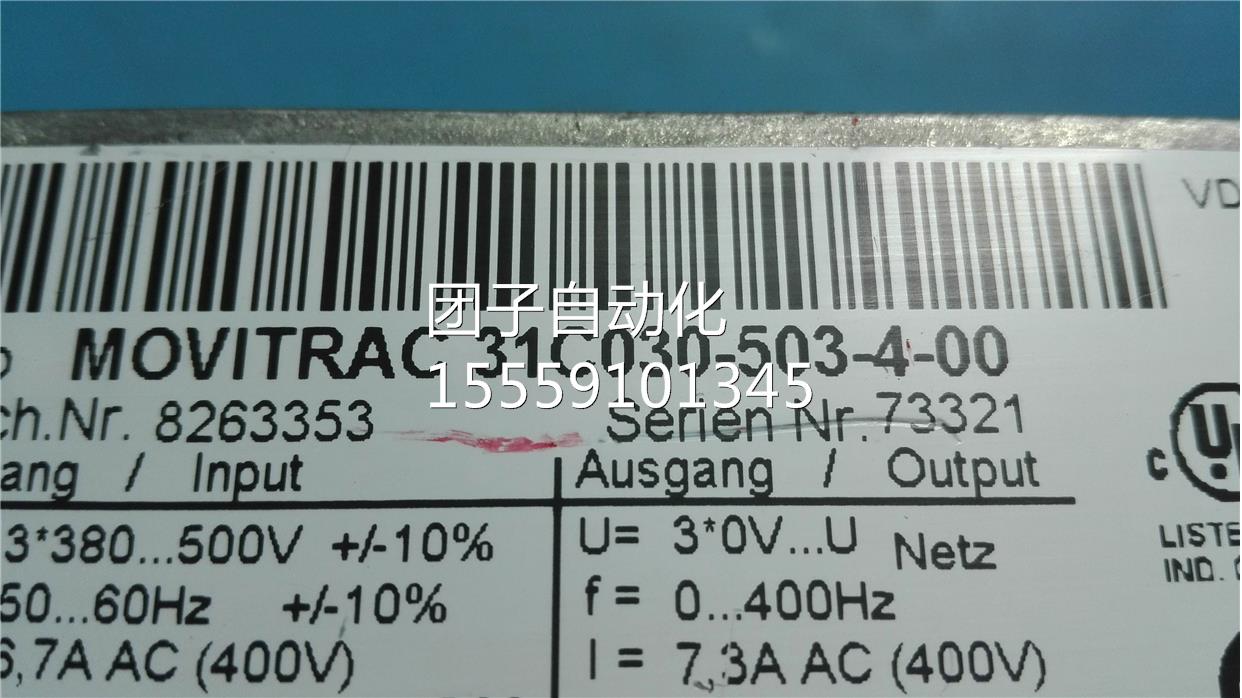 VD
团子自动化
MOVITRAC 31C030-503-4-00
15559101345
ch.Nr. 8263353 Serien Nr. 73321
ang / Input Ausgang / Output
3*380...500V +/-10% U= 3*0V...U Netz
50...60Hz +/-10% f = 0...400Hz
6,7A AC (400V) I = 7,3A AC (400V)
C U
LISTE
IND.